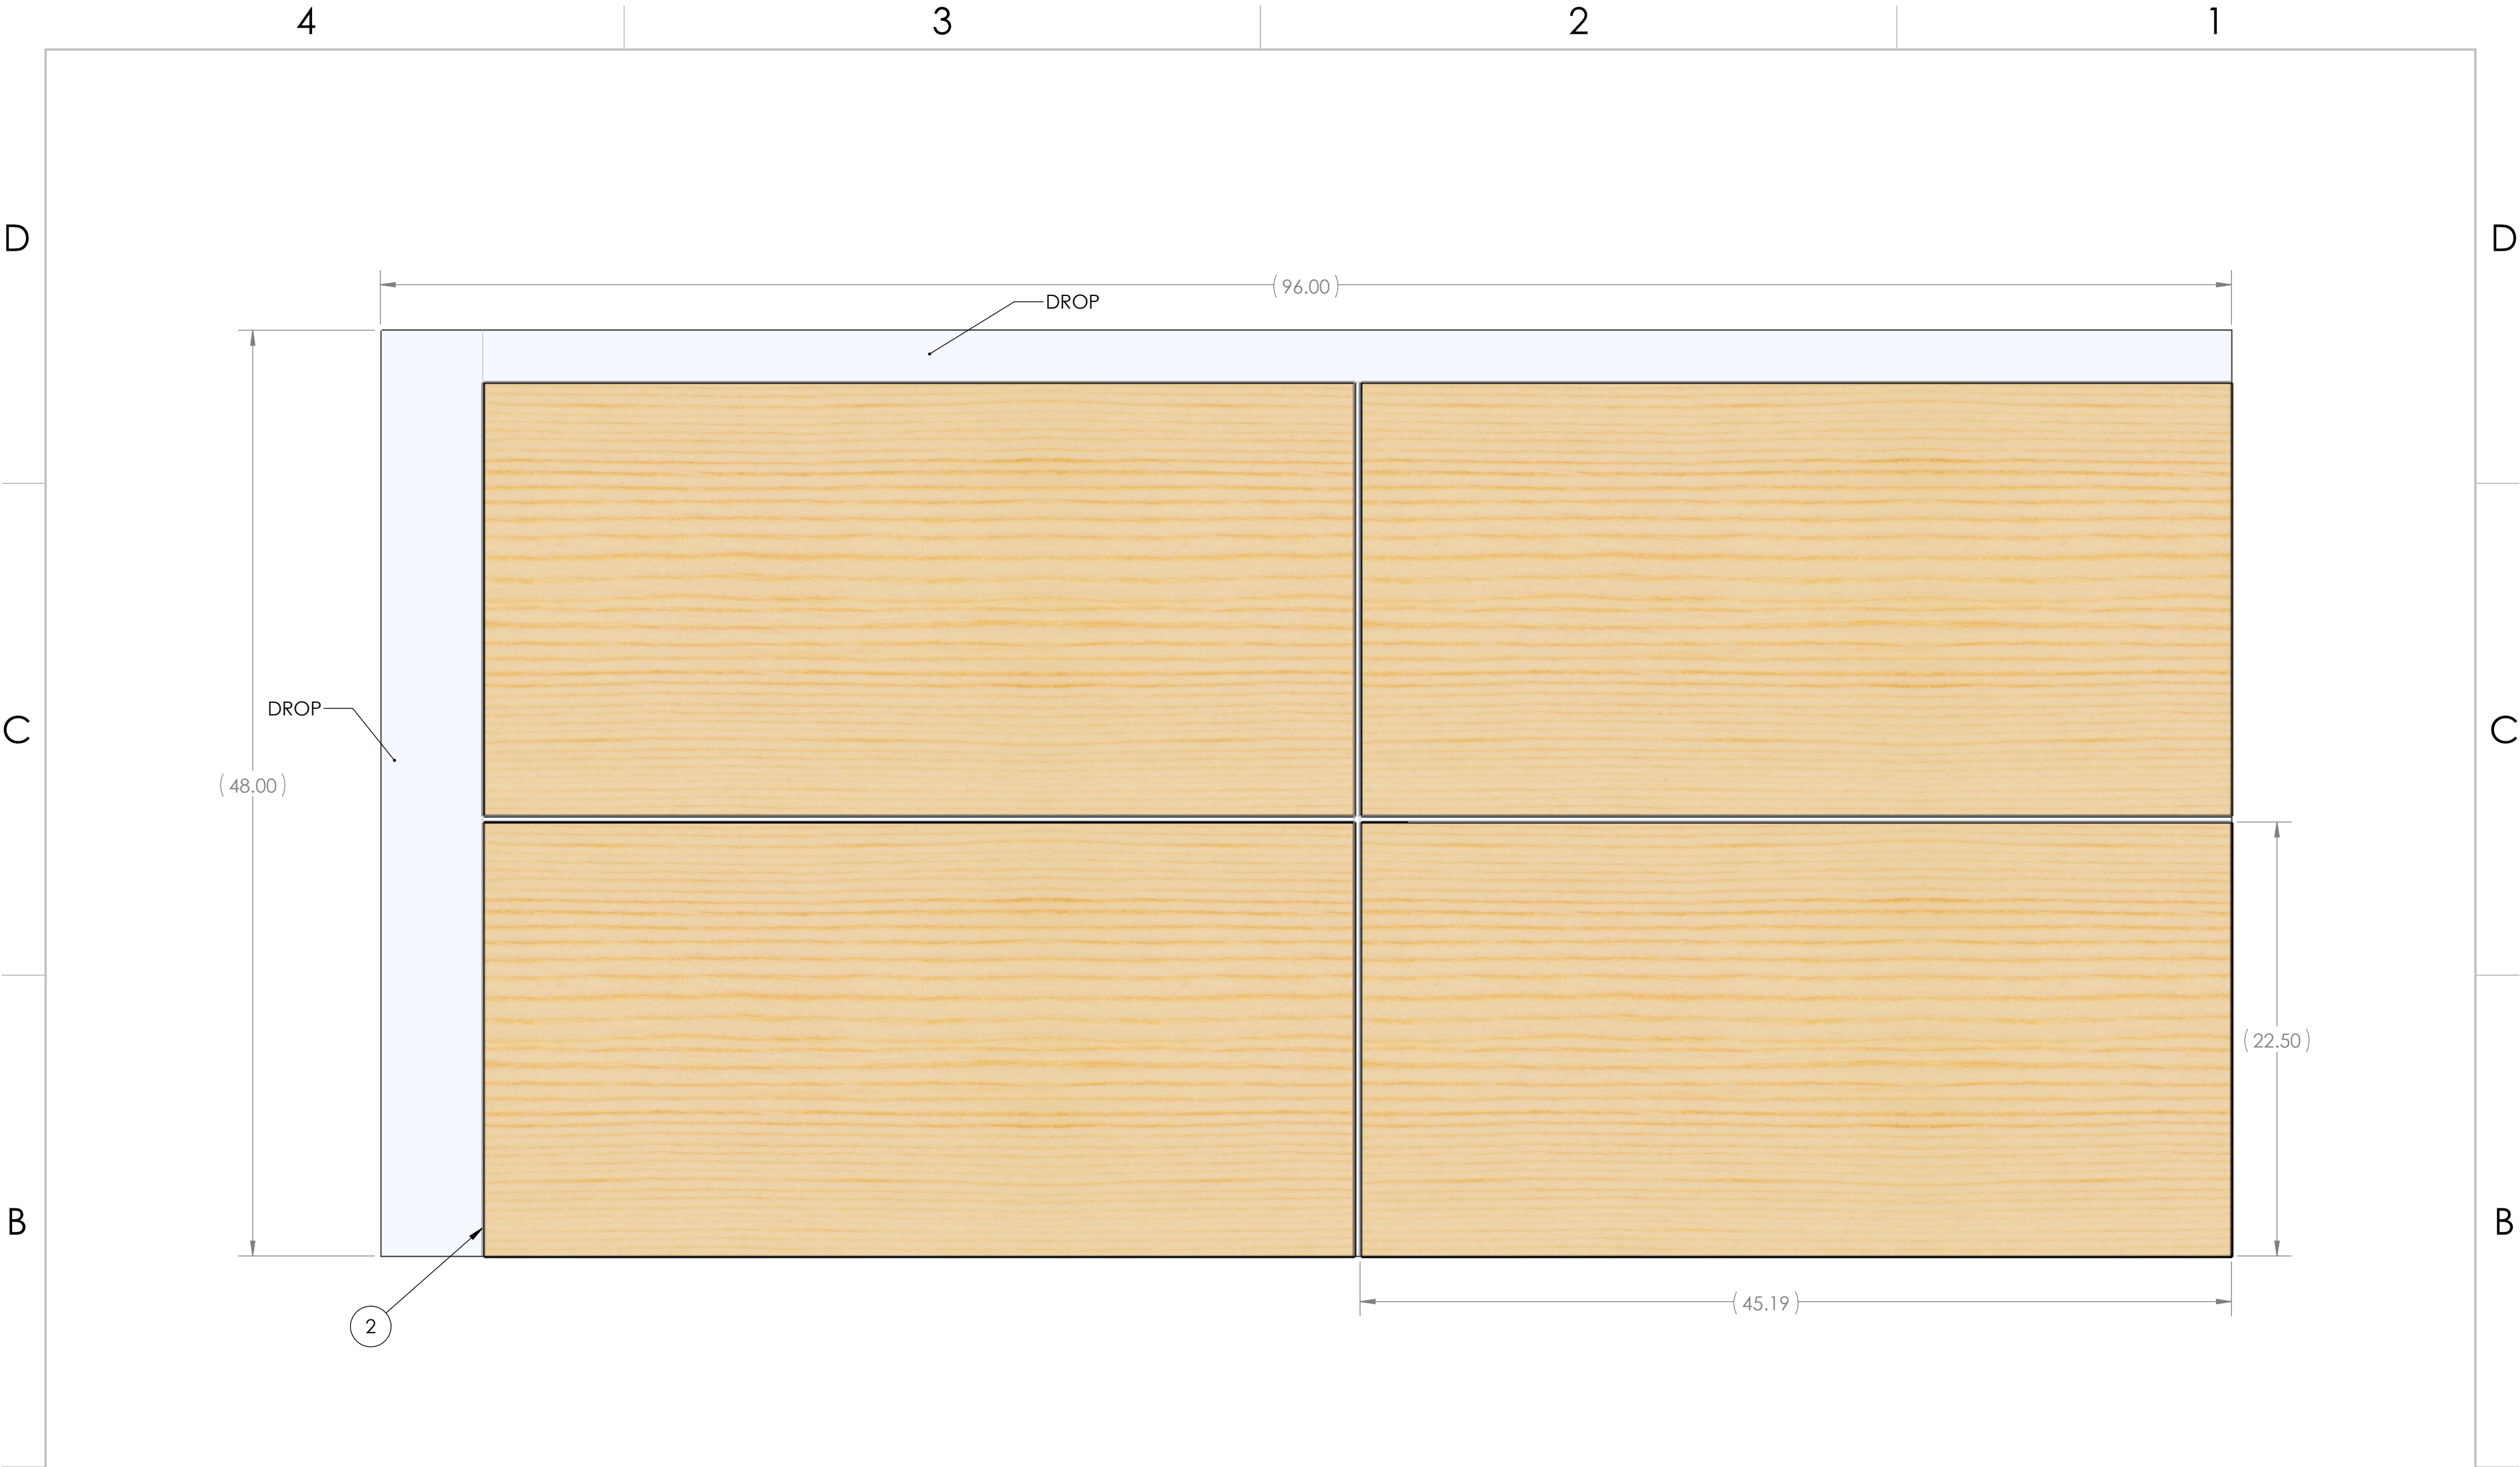 4 3 2 1
D D
( 96.00 )
DROP
C C
DROP
( 48.00 )
( 22.50 )
B B
( 45.19 )
2